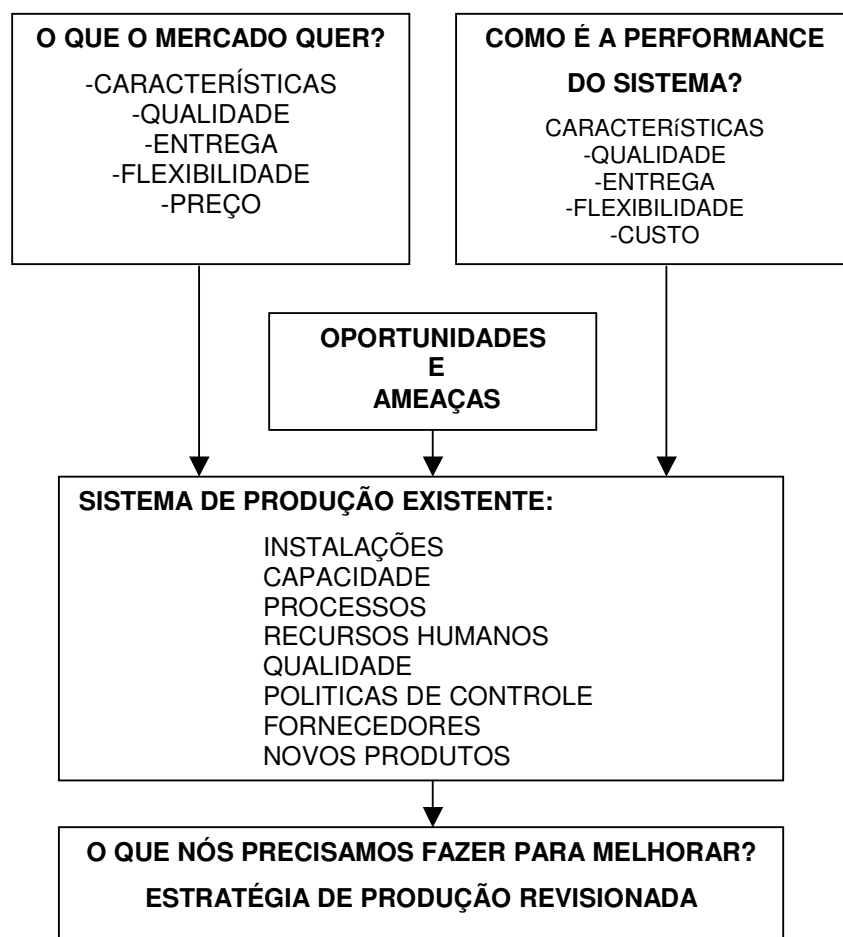 O QUE O MERCADO QUER?
-CARACTERÍSTICAS
-QUALIDADE
-ENTREGA
-FLEXIBILIDADE
-PREÇO
COMO É A PERFORMANCE
DO SISTEMA?
CARACTERíSTICAS
-QUALIDADE
-ENTREGA
-FLEXIBILIDADE
-CUSTO
OPORTUNIDADES
E
AMEAÇAS
SISTEMA DE PRODUÇÃO EXISTENTE:
INSTALAÇÕES
CAPACIDADE
PROCESSOS
RECURSOS HUMANOS
QUALIDADE
POLITICAS DE CONTROLE
FORNECEDORES
NOVOS PRODUTOS
O QUE NÓS PRECISAMOS FAZER PARA MELHORAR?
ESTRATÉGIA DE PRODUÇÃO REVISIONADA